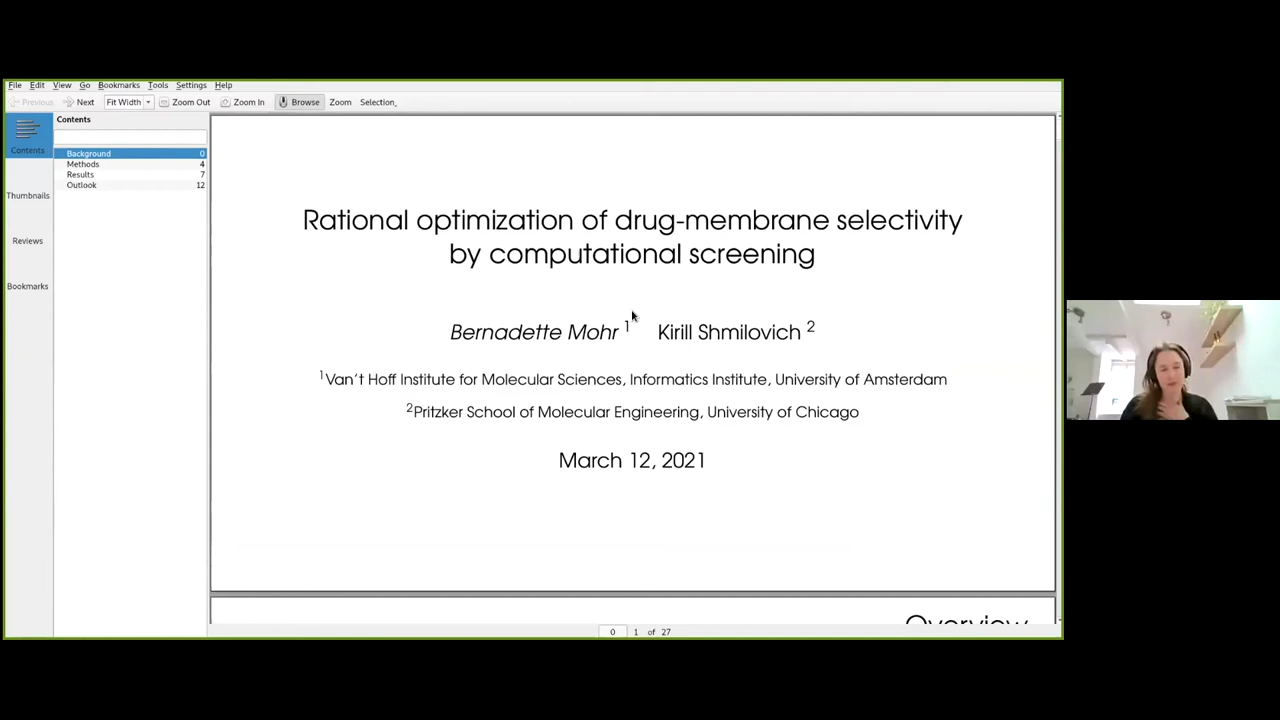 File Edit View Go Bookmarks Tools Settings Help
Previous Next Fit Width Zoom Out Zoom In Browse Zoom Selection
Contents
Contents
Background 0
Methods 4
Results 7
Outlook 12
Thumbnails
Reviews
Bookmarks
Rational optimization of drug-membrane selectivity
by computational screening
Bernadette Mohr 1 Kirill Shmilovich 2
1Van't Hoff Institute for Molecular Sciences, Informatics Institute, University of Amsterdam
2Pritzker School of Molecular Engineering, University of Chicago
March 12, 2021
Overview
0 1 of 27